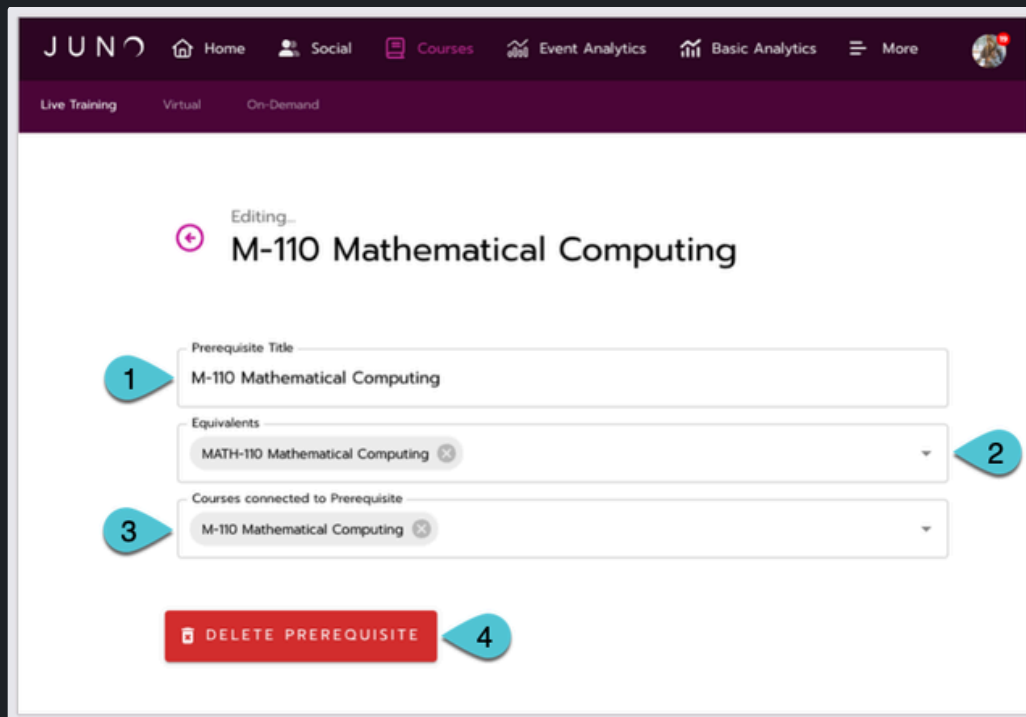 JUNO Home Social Courses Event Analytics Basic Analytics More
Live Training Virtual On-Demand
Editing...
M-110 Mathematical Computing
Prerequisite Title
1 M-110 Mathematical Computing
Equivalents
MATH-110 Mathematical Computing 2
Courses connected to Prerequisite
3 M-110 Mathematical Computing
DELETE PREREQUISITE 4